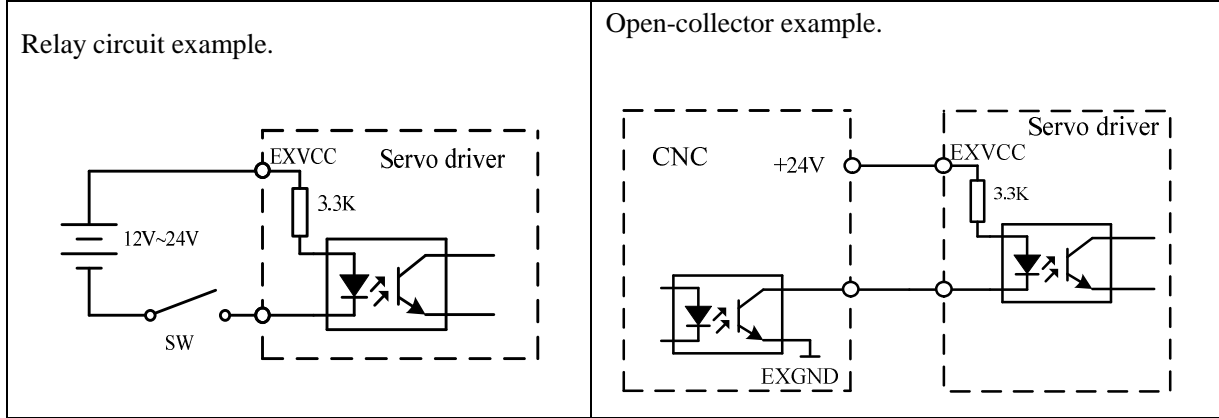 Relay circuit example.
EXVCC
Servo driver
3.3K
12V~24V
SW
Open-collector example.
Servo driver
CNC
+24V
EXVCC
3.3K
EXGND